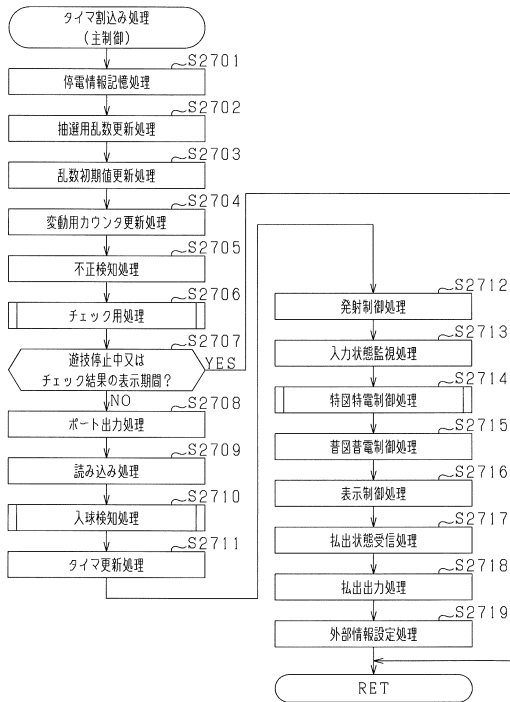 タイマ割込み処理
(主制御)
S2701
停電情報記憶処理
S2702
抽選用乱数更新処理
S2703
乱数初期値更新処理
S2704
変動用カウンタ更新処理
S2705
不正検知処理
S2706
チェック用処理
S2707
遊技停止中又は
チェック結果の表示期間?
YES
NO
S2708
ポート出力処理
S2709
読み込み処理
S2710
入球検知処理
S2711
タイマ更新処理
S2712
発射制御処理
S2713
入力状態監視処理
S2714
特図特電制御処理
S2715
普図普電制御処理
S2716
表示制御処理
S2717
払出状態受信処理
S2718
払出出力処理
S2719
外部情報設定処理
RET